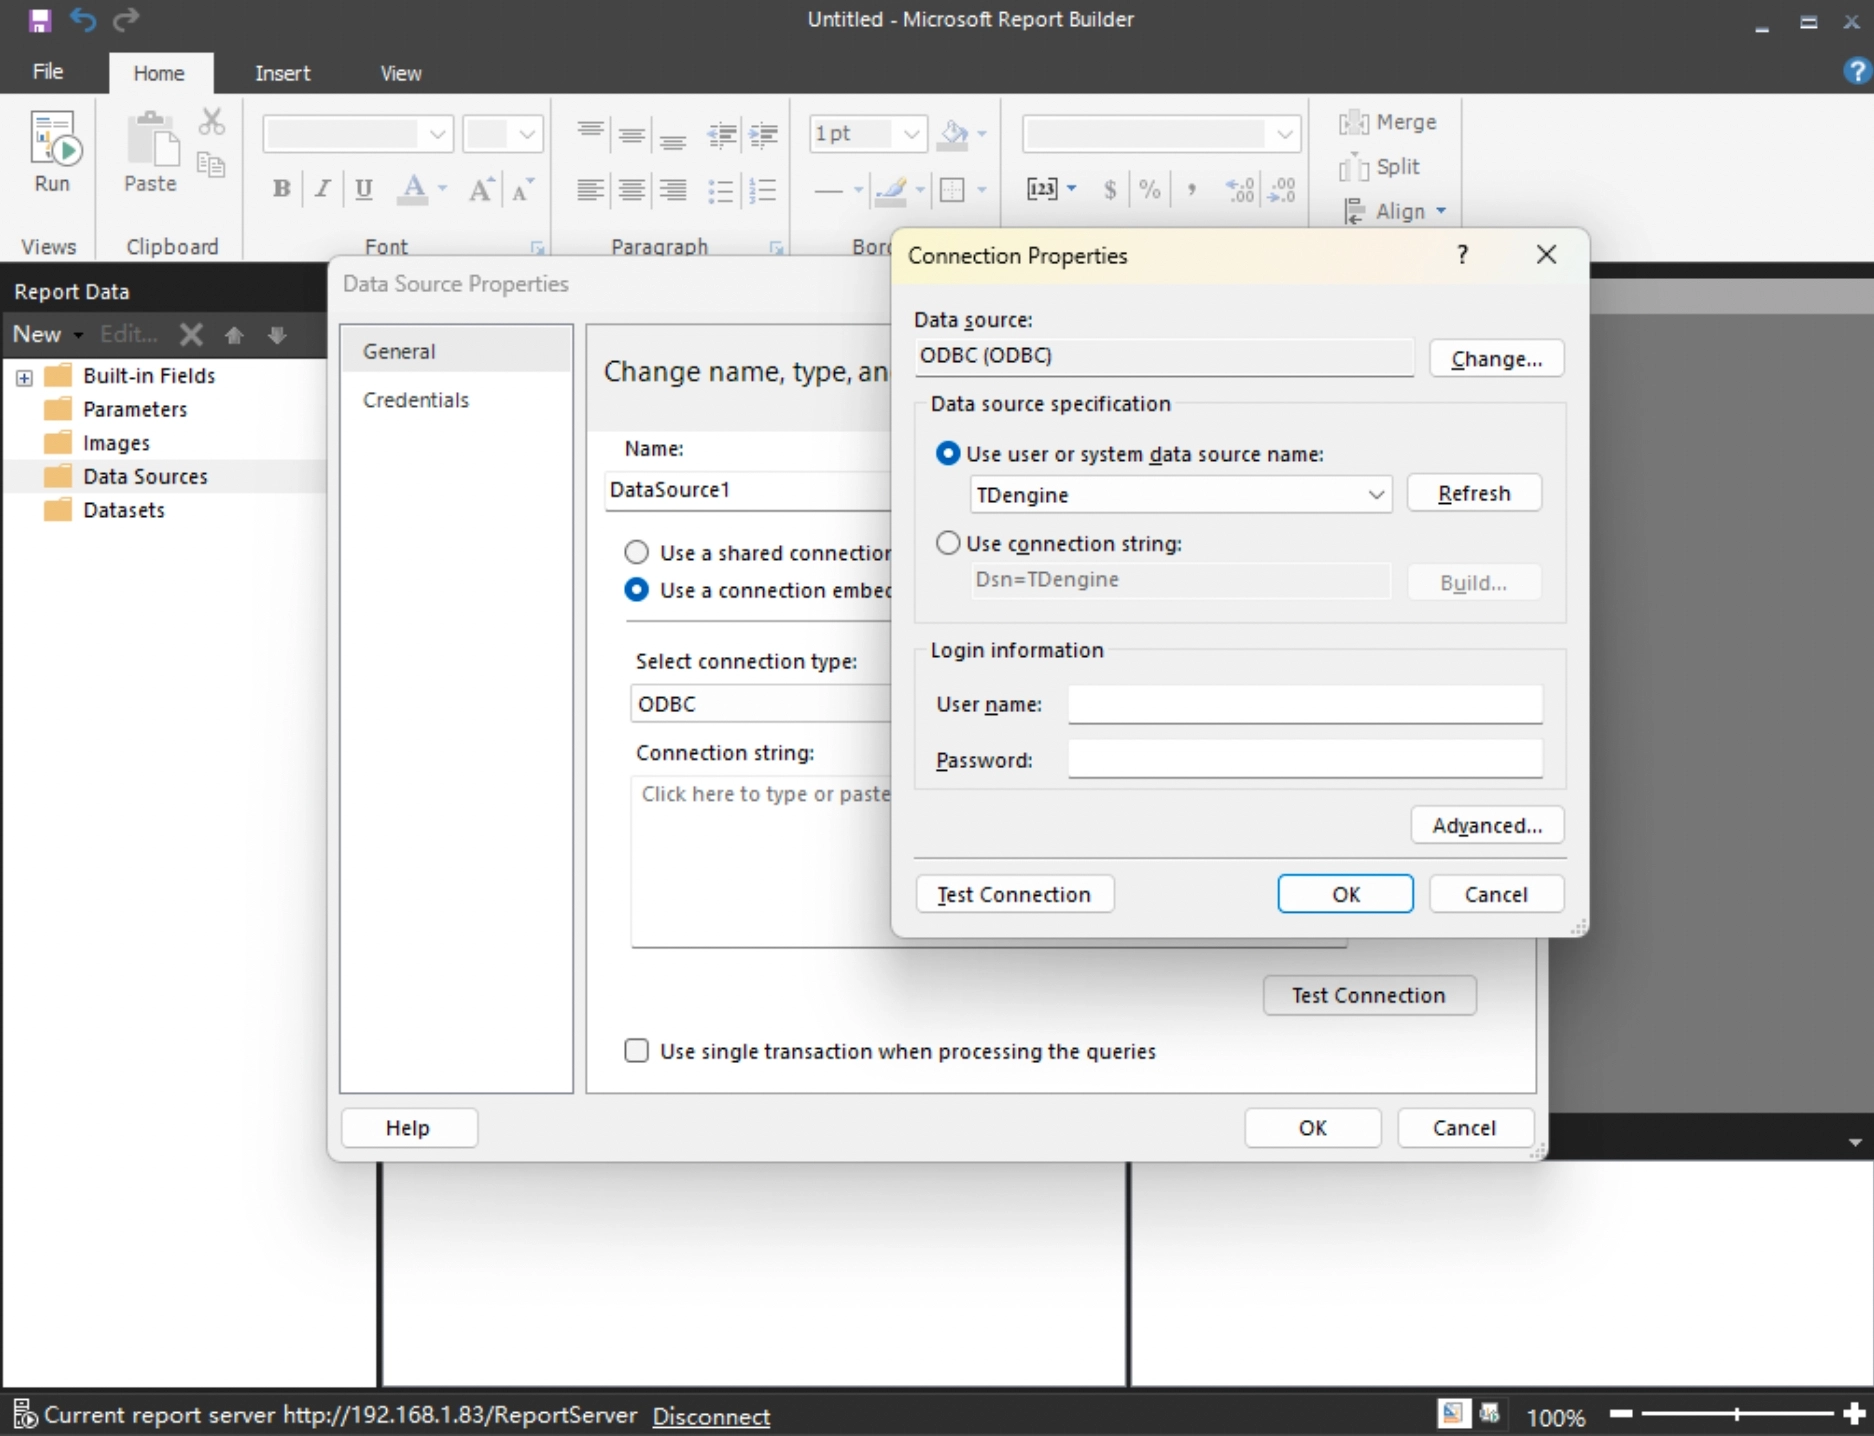 Untitled - Microsoft Report Builder
File Home Insert View
?
Run
Paste
1 pt
Merge
Split
Align
B I U A A A
[123] $ % , .00 .00
Views Clipboard Font Paragraph Bord
Report Data
New Edit...
Built-in Fields
Parameters
Images
Data Sources
Datasets
Data Source Properties
General
Credentials
Change name, type, an
Name:
DataSource1
Use a shared connection
Use a connection embed
Select connection type:
ODBC
Connection string:
Click here to type or paste
Test Connection
Use single transaction when processing the queries
Help OK Cancel
Connection Properties ?
Data source:
ODBC (ODBC) Change...
Data source specification
Use user or system data source name:
TDengine Refresh
Use connection string:
Dsn=TDengine Build...
Login information
User name:
Password:
Advanced...
Test Connection OK Cancel
Current report server http://192.168.1.83/ReportServer Disconnect 100%